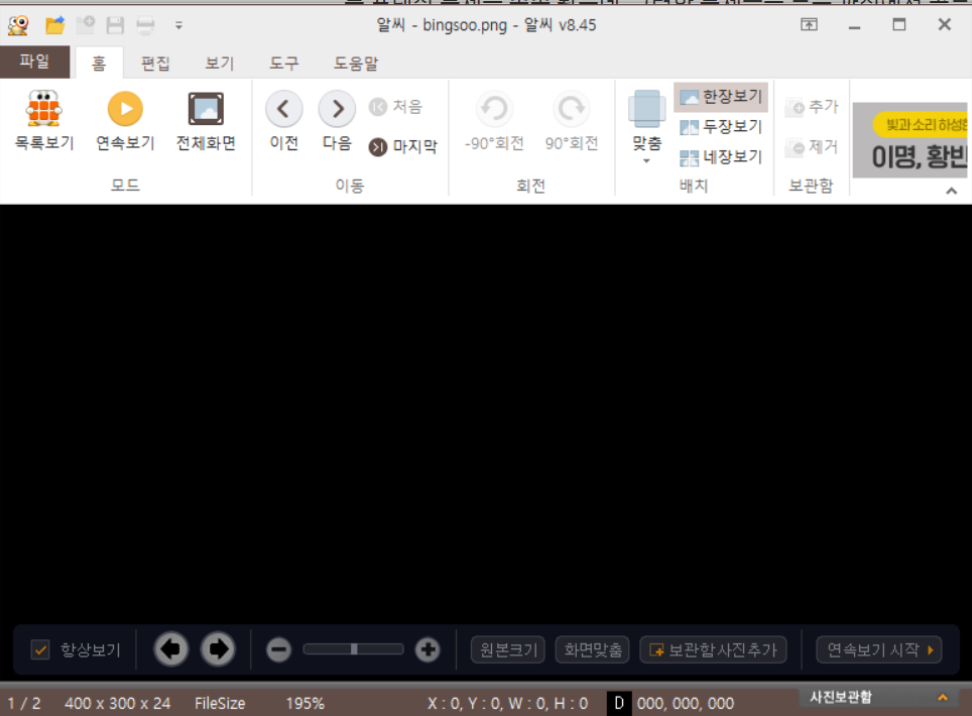 알씨 - bingsoo.png - 알씨 v8.45
파일 홈 편집 보기 도구 도움말
목록보기 연속보기 전체화면 이전 다음 처음 마지막 -90°회전 90°회전 맞춤 한장보기 두장보기 네장보기 추가 제거
빛과소리 하성한
이명, 황반
모드 이동 회전 배치 보관함
항상보기 원본크기 화면맞춤 보관함사진추가 연속보기 시작
1 / 2 400 x 300 x 24 FileSize 195% X : 0, Y : 0, W : 0, H : 0 D 000, 000, 000 사진보관함